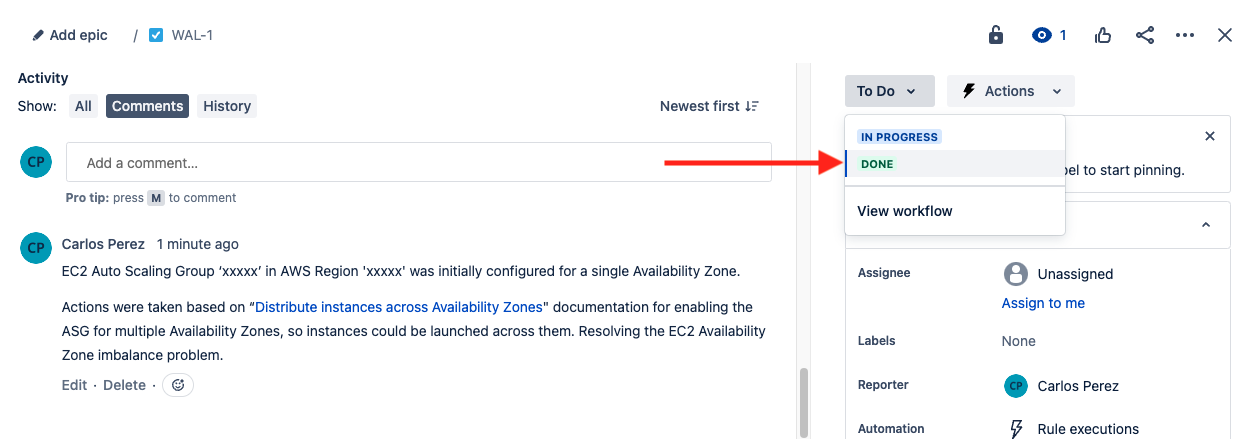 Add epic / WAL-1 1
Activity
Show: All Comments History Newest first
CP Add a comment...
Pro tip: press M to comment
CP Carlos Perez 1 minute ago
EC2 Auto Scaling Group ‘xxxxx’ in AWS Region 'xxxxx' was initially configured for a single Availability Zone.
Actions were taken based on “Distribute instances across Availability Zones" documentation for enabling the
ASG for multiple Availability Zones, so instances could be launched across them. Resolving the EC2 Availability
Zone imbalance problem.
Edit · Delete ·
To Do Actions
IN PROGRESS
DONE
to start pinning.
View workflow
Assignee Unassigned
Assign to me
Labels None
Reporter CP Carlos Perez
Automation Rule executions